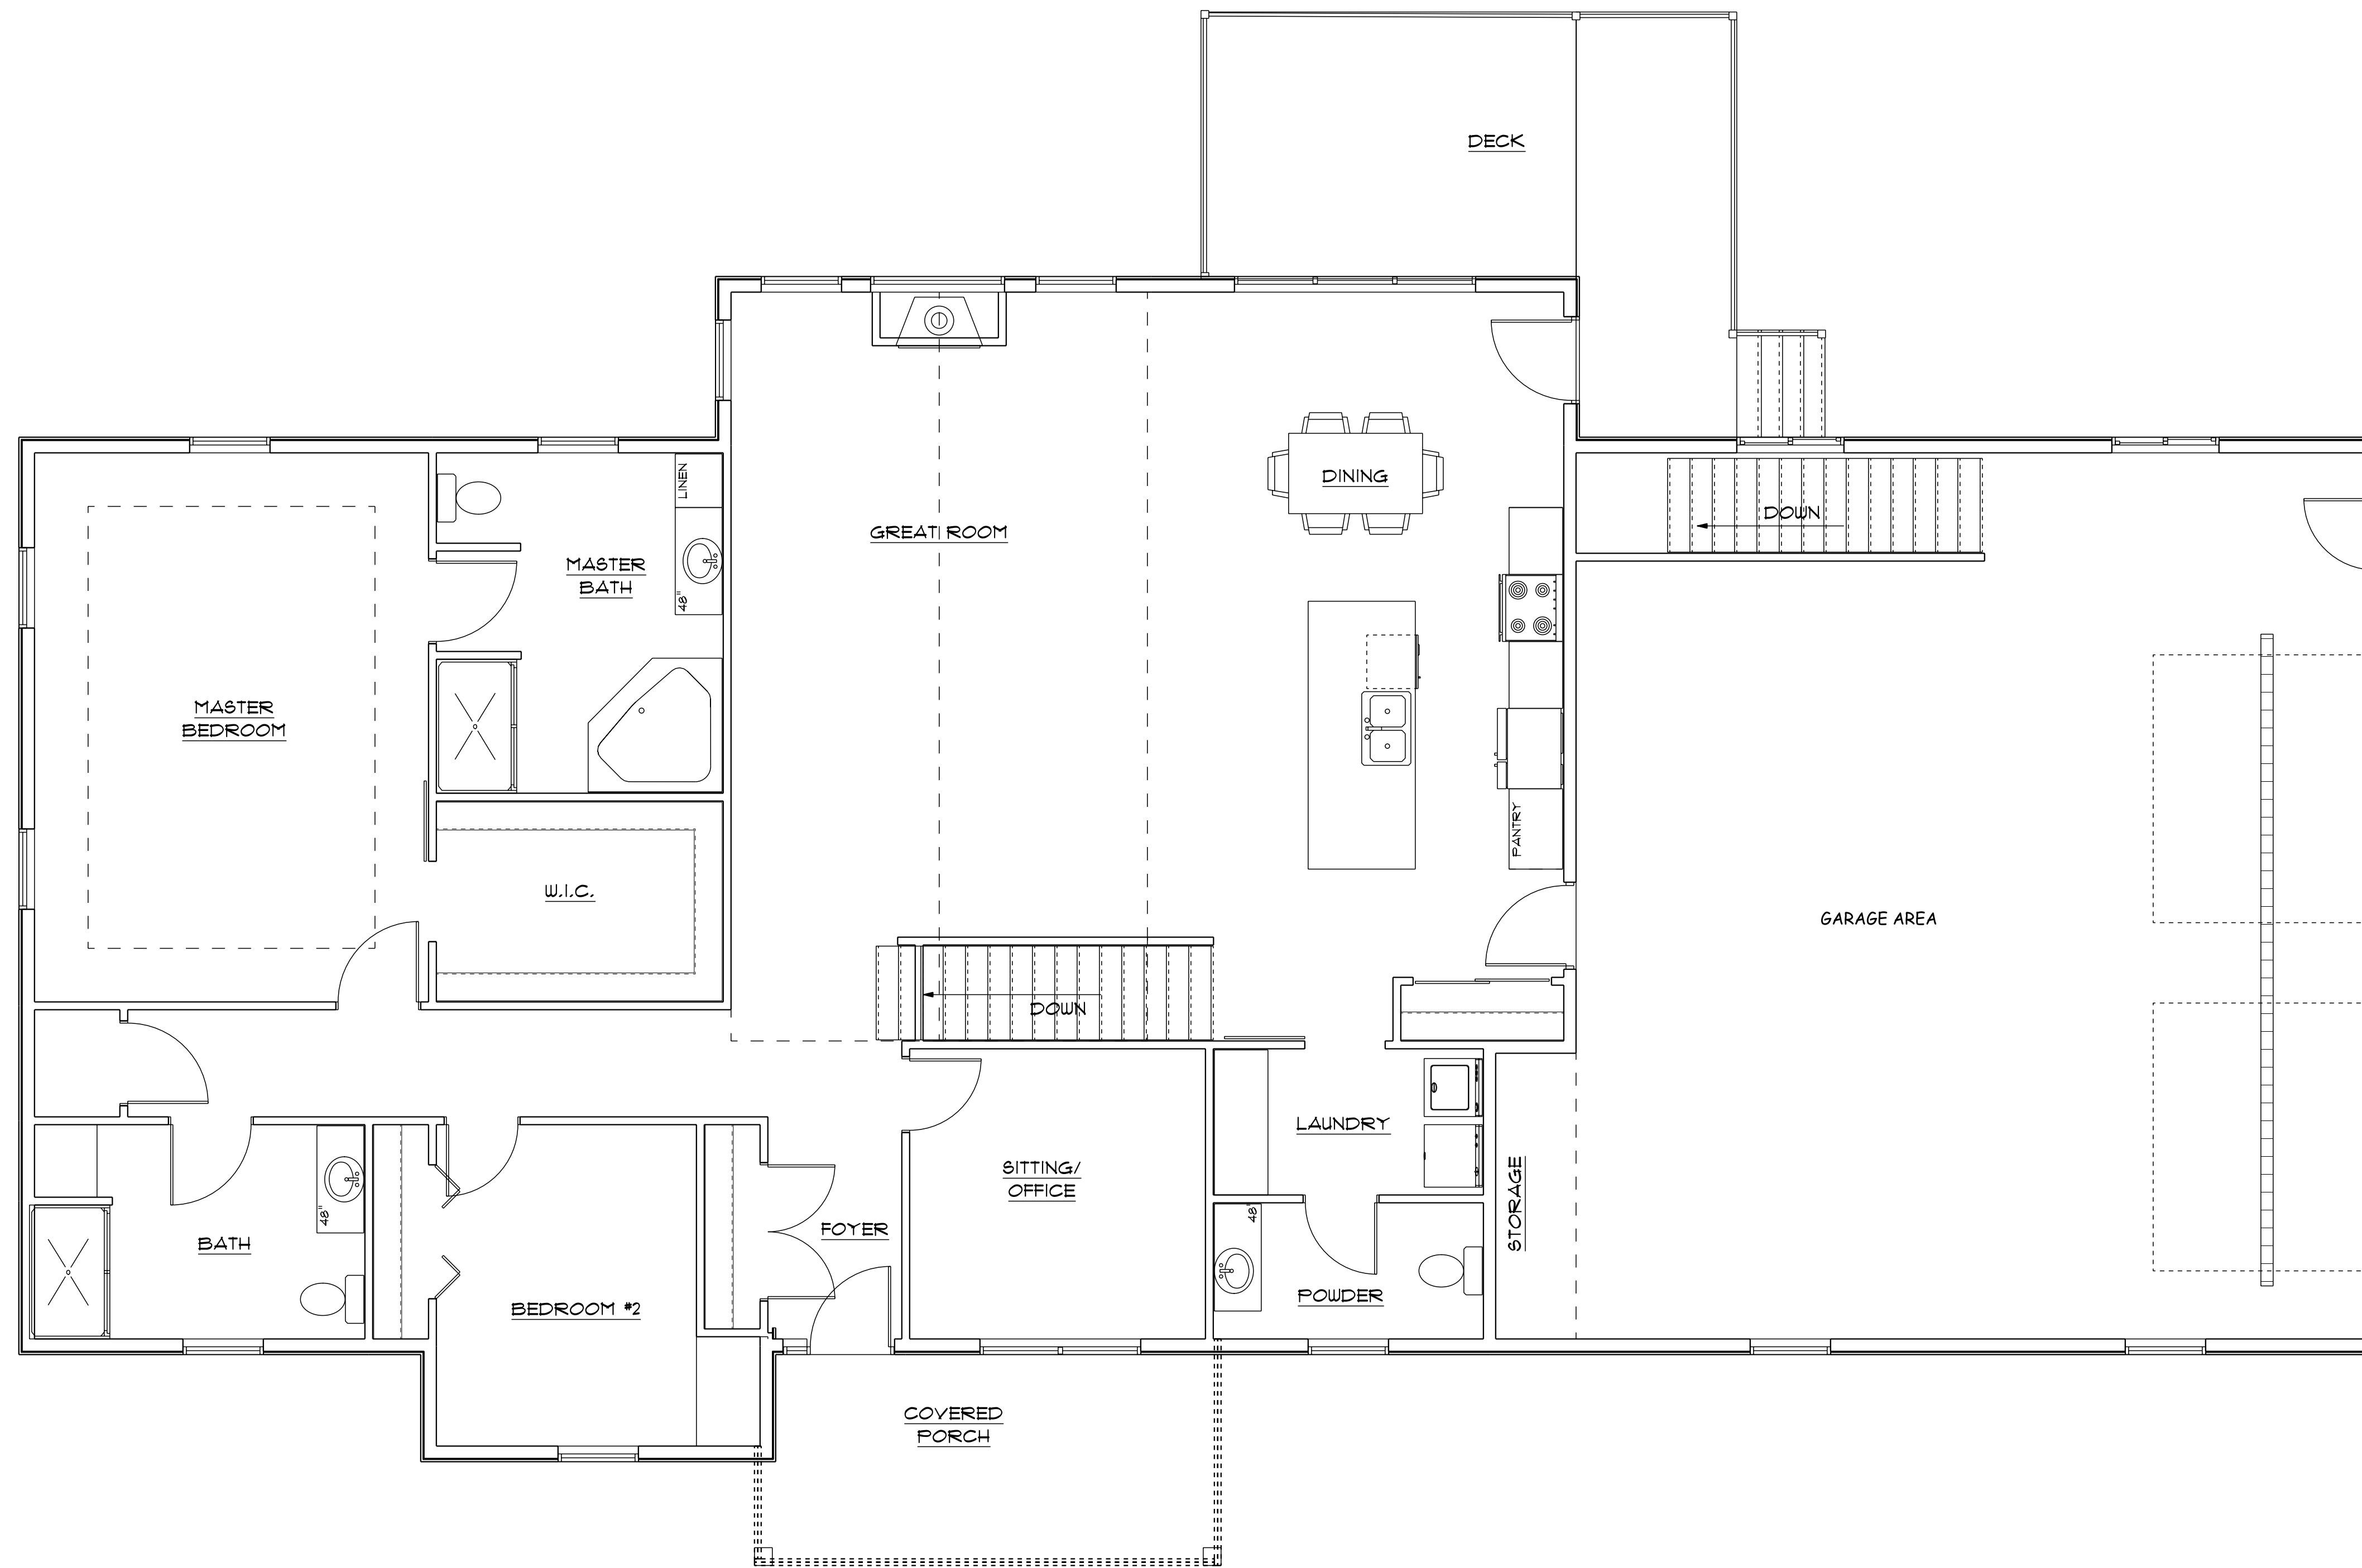 DECK
LINEN
DINING
DOWN
GREAT ROOM
MASTER
BATH
48"
MASTER
BEDROOM
PANTRY
W.I.C.
GARAGE AREA
DOWN
LAUNDRY
SITTING/
OFFICE
STORAGE
48"
48"
FOYER
BATH
POWDER
BEDROOM #2
COVERED
PORCH